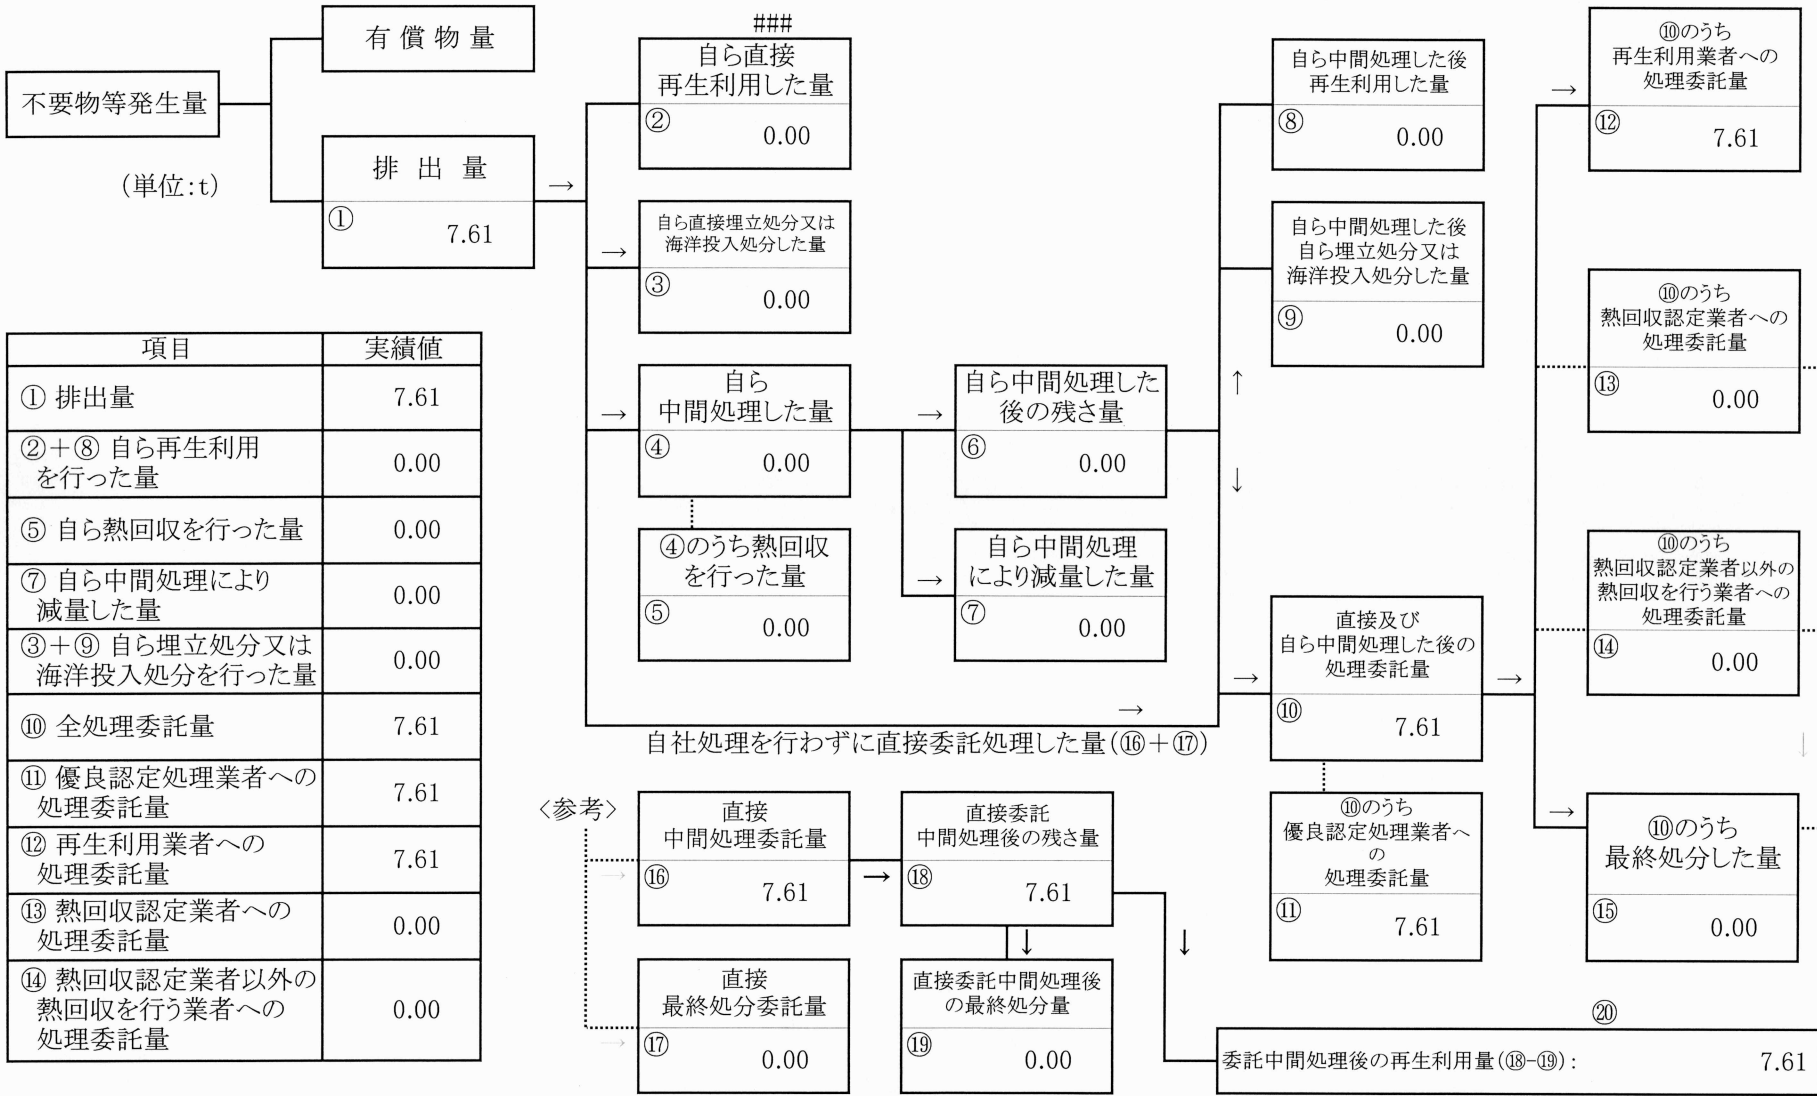 不要物等発生量
(単位:t)
有償物量
排出量
①
7.61
→
###
自ら直接
再生利用した量
②
0.00
→
自ら直接埋立処分又は
海洋投入処分した量
③
0.00
→
自ら
中間処理した量
④
0.00
④のうち熱回収
を行った量
⑤
0.00
→
自ら中間処理した
後の残さ量
⑥
0.00
→
自ら中間処理
により減量した量
⑦
0.00
自ら中間処理した後
再生利用した量
⑧
0.00
自ら中間処理した後
自ら埋立処分又は
海洋投入処分した量
⑨
0.00
↑
↓
→
自社処理を行わずに直接委託処理した量(⑯+⑰)
→
直接及び
自ら中間処理した後の
処理委託量
⑩
7.61
→
⑩のうち
優良認定処理業者へ
の
処理委託量
⑪
7.61
→
⑩のうち
再生利用業者への
処理委託量
⑫
7.61
⑩のうち
熱回収認定業者への
処理委託量
⑬
0.00
⑩のうち
熱回収認定業者以外の
熱回収を行う業者への
処理委託量
⑭
0.00
↓
→
⑩のうち
最終処分した量
⑮
0.00
項目
実績値
① 排出量
7.61
②+⑧ 自ら再生利用
を行った量
0.00
⑤ 自ら熱回収を行った量
0.00
⑦ 自ら中間処理により
減量した量
0.00
③+⑨ 自ら埋立処分又は
海洋投入処分を行った量
0.00
⑩ 全処理委託量
7.61
⑪ 優良認定処理業者への
処理委託量
7.61
⑫ 再生利用業者への
処理委託量
7.61
⑬ 熱回収認定業者への
処理委託量
0.00
⑭ 熱回収認定業者以外の
熱回収を行う業者への
処理委託量
0.00
〈参考〉
→
直接
中間処理委託量
⑯
7.61
→
直接委託
中間処理後の残さ量
⑱
7.61
→
直接
最終処分委託量
⑰
0.00
↓
直接委託中間処理後
の最終処分量
⑲
0.00
↓
⑳
委託中間処理後の再生利用量(⑱-⑲):
7.61